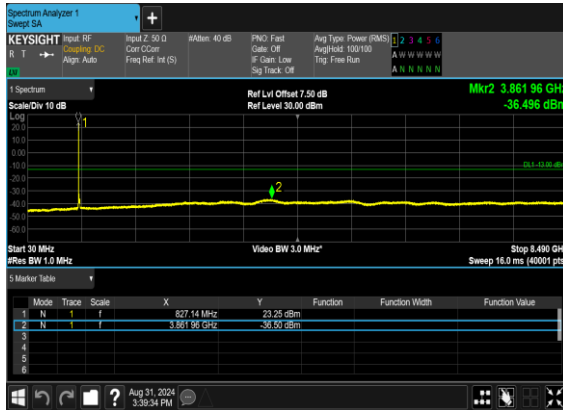 Spectrum Analyzer 1
Swept SA
+
KEYSIGHT
R T
LW
Input: RF
Coupling: DC
Align: Auto
Input Z: 50 Ω
Corr CCorr
Freq Ref: Int (S)
#Atten: 40 dB
PNO: Fast
Gate: Off
IF Gain: Low
Sig Track: Off
Avg Type: Power (RMS)
Avg|Hold: 100/100
Trig: Free Run
1 2 3 4 5 6
A W W W W W
A N N N N N
1 Spectrum
Scale/Div 10 dB
Ref Lvl Offset 7.50 dB
Ref Level 30.00 dBm
Mkr2 3.861 96 GHz
-36.496 dBm
Log
20.0
10.0
0.00
-10.0
-20.0
-30.0
-40.0
-50.0
-60.0
1
2
DL1 -13.00 dBm
Start 30 MHz
#Res BW 1.0 MHz
Video BW 3.0 MHz*
Stop 8.490 GH
Sweep 16.0 ms (40001 pts
5 Marker Table
Mode Trace Scale X Y Function Function Width Function Value
1 N 1 f 827.14 MHz 23.25 dBm
2 N 1 f 3.861 96 GHz -36.50 dBm
3
4
5
6
?
Aug 31, 2024
3:39:34 PM